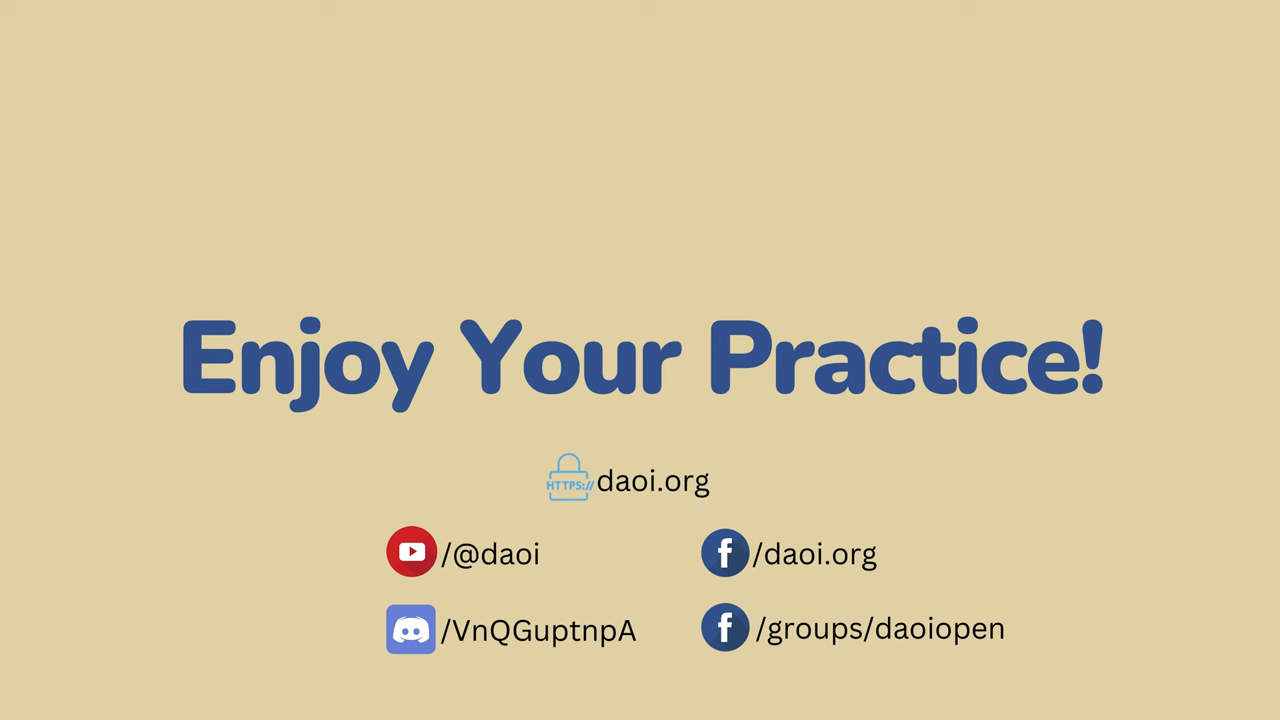 Enjoy Your Practice!
HTTPS:// daoi.org
/@daoi
/daoi.org
/VnQGuptnpA
/groups/daoiopen